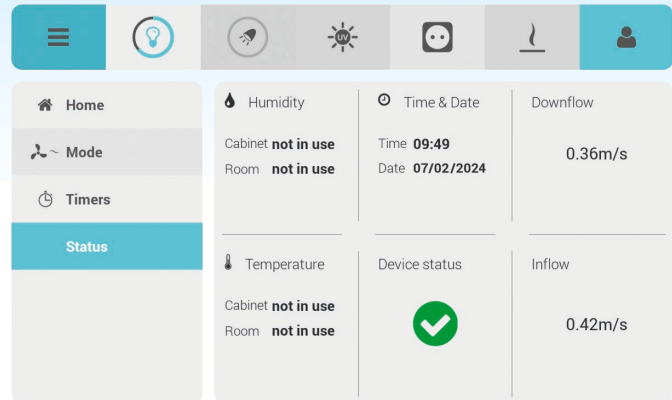 UV
Home
Mode
Timers
Status
Humidity
Cabinet not in use
Room not in use
Time & Date
Time 09:49
Date 07/02/2024
Downflow
0.36m/s
Temperature
Cabinet not in use
Room not in use
Device status
Inflow
0.42m/s